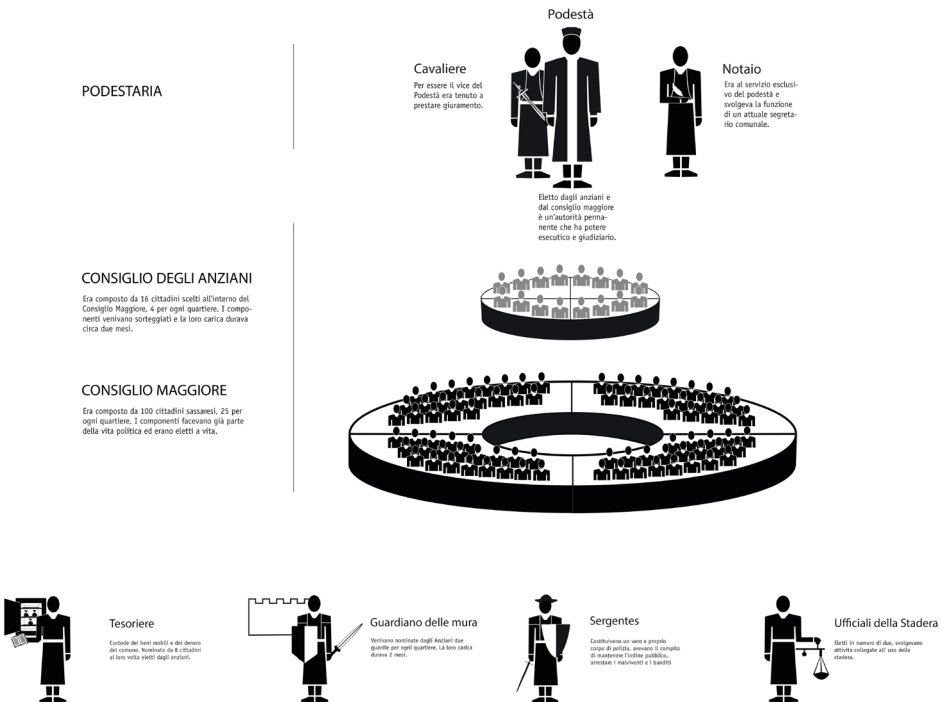 Podestà
Cavaliere
Per essere il vice del
Podestà era tenuto a
prestare giuramento.
Notaio
Era al servizio esclusi-
vo del podestà e
svolgeva la funzione
di un attuale segreta-
rio comunale.
PODESTARIA
Eletto dagli anziani e
dal consiglio maggiore
è un'autorità perma-
nente che ha potere
esecutico e giudiziario.
CONSIGLIO DEGLI ANZIANI
Era composto da 16 cittadini scelti all'interno del
Consiglio Maggiore, 4 per ogni quartiere. I compo-
nenti venivano sorteggiati e la loro carica durava
circa due mesi.
CONSIGLIO MAGGIORE
Era composto da 100 cittadini sassaresi, 25 per
ogni quartiere. I componenti facevano già parte
della vita politica ed erano eletti a vita.
Tesoriere
Custode dei beni mobili e del denaro
del comune. Nominato da 8 cittadini
al loro volta eletti dagli anziani.
Guardiano delle mura
Venivano nominate dagli Anziani due
guardie per ogni quartiere. La loro carica
durava 2 mesi.
Sergentes
Costituivano un vero e proprio
corpo di polizia, avevano il compito
di mantenere l'ordine pubblico,
arrestare i malviventi e i banditi
Ufficiali della Stadera
Eletti in numero di due, svolgevano
attivita collegate all' uso della
stadera.